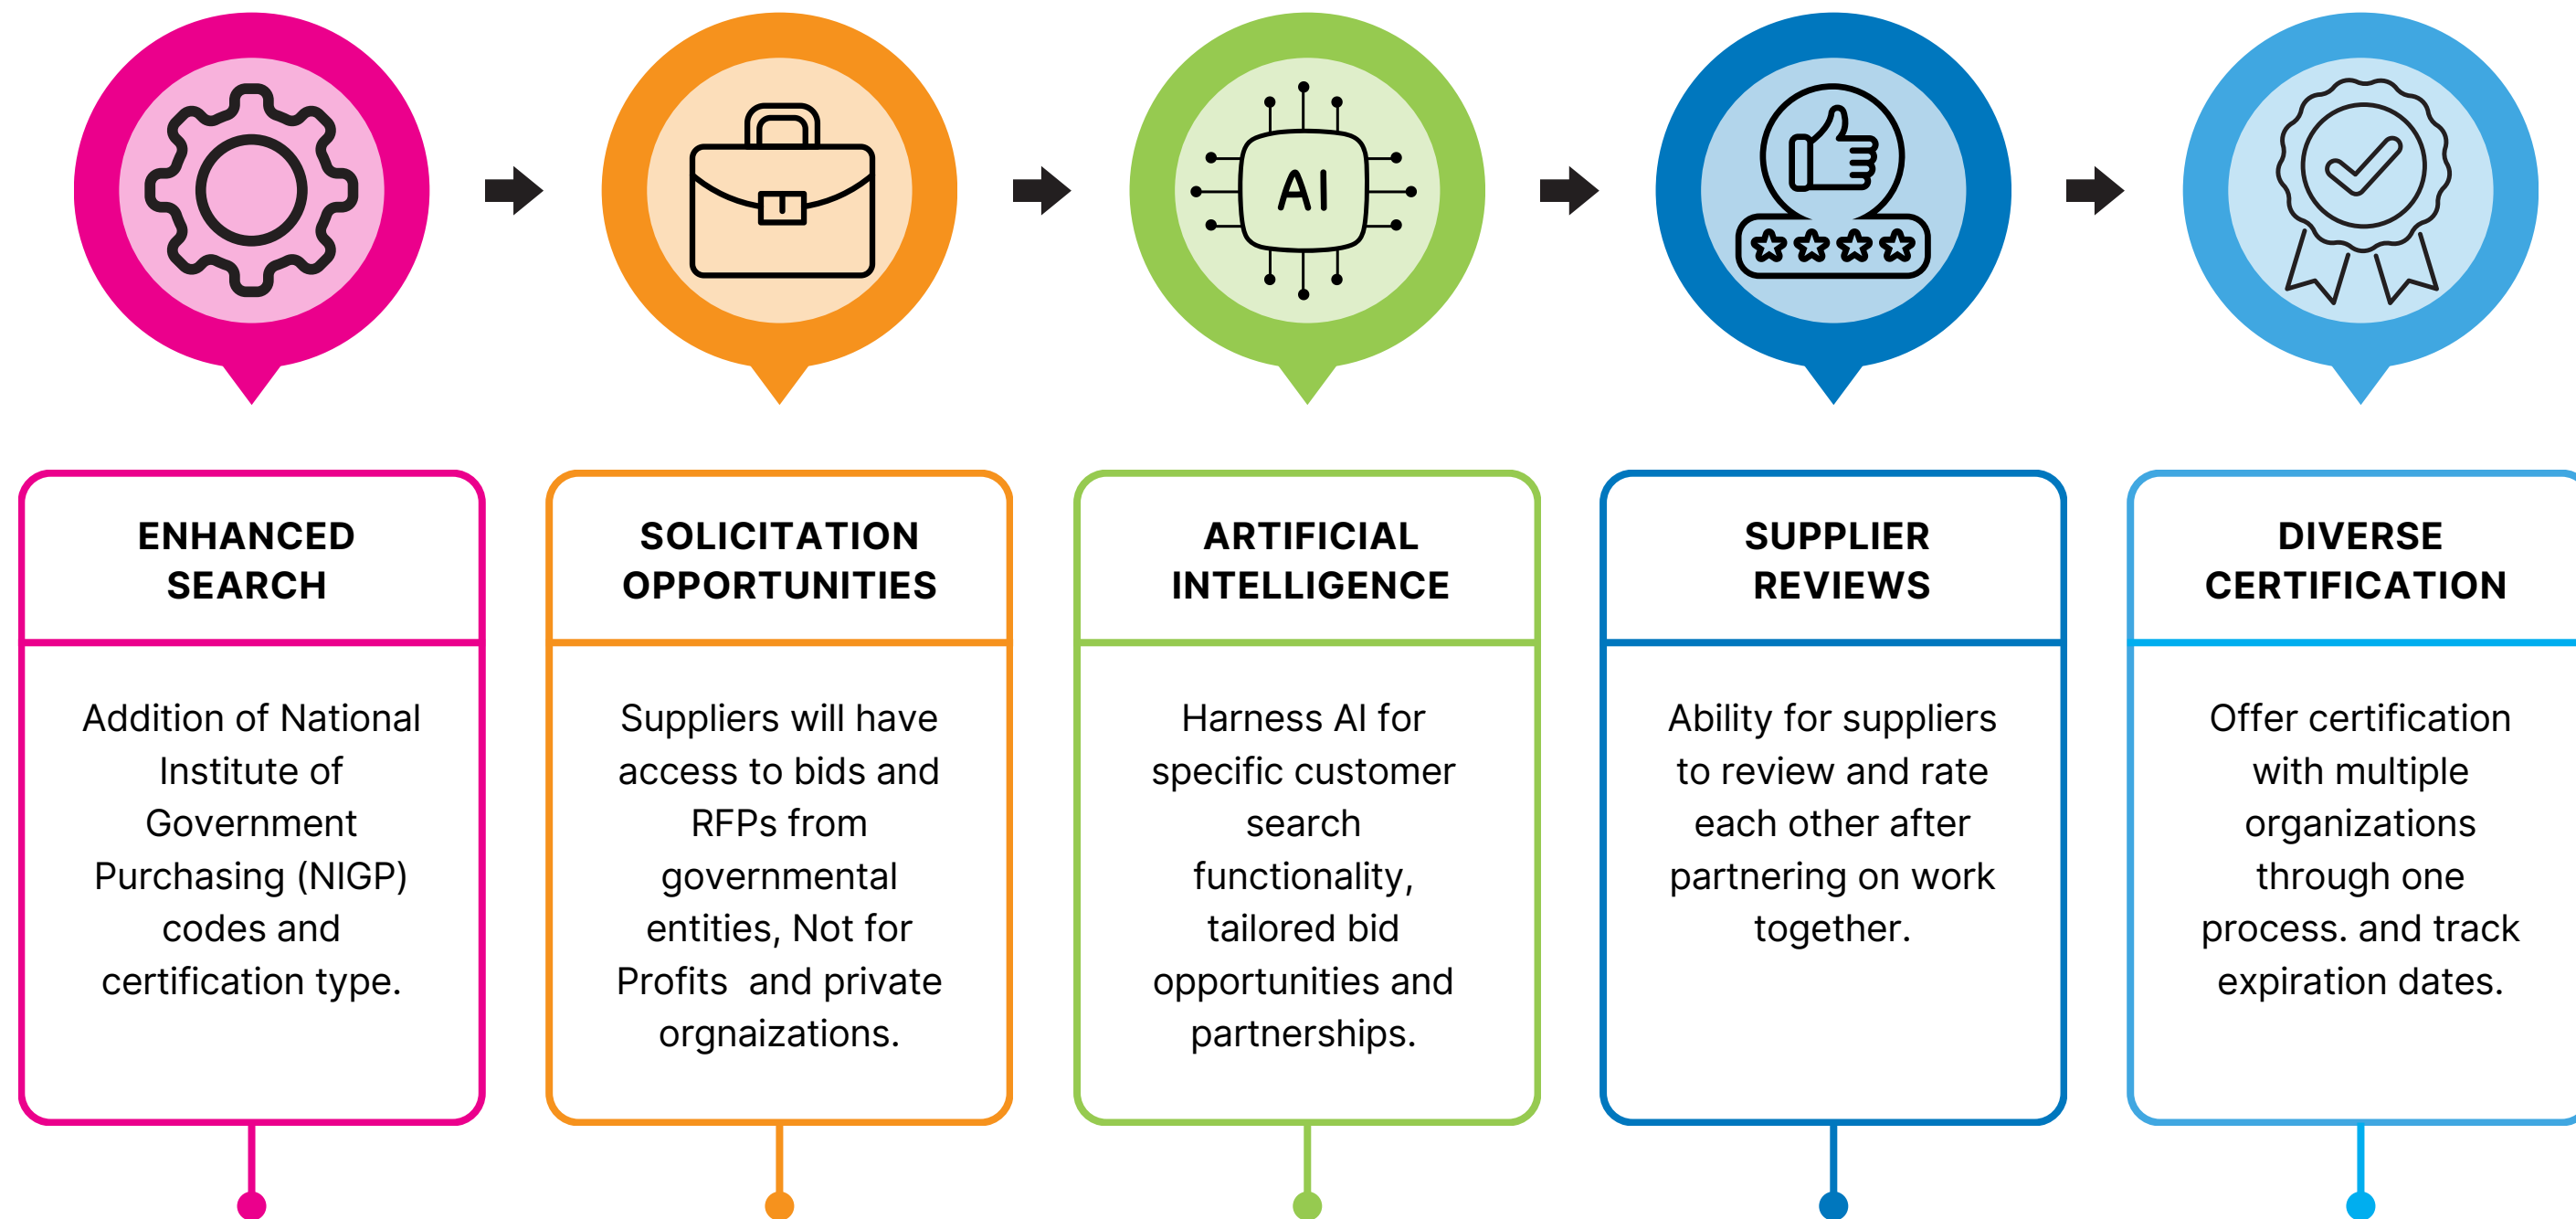 AI
ENHANCED
SEARCH
Addition of National
Institute of
Government
Purchasing (NIGP)
codes and
certification type.
SOLICITATION
OPPORTUNITIES
Suppliers will have
access to bids and
RFPs from
governmental
entities, Not for
Profits  and private
orgnaizations.
ARTIFICIAL
INTELLIGENCE
Harness AI for
specific customer
search
functionality,
tailored bid
opportunities and
partnerships.
SUPPLIER
REVIEWS
Ability for suppliers
to review and rate
each other after
partnering on work
together.
DIVERSE
CERTIFICATION
Offer certification
with multiple
organizations
through one
process. and track
expiration dates.